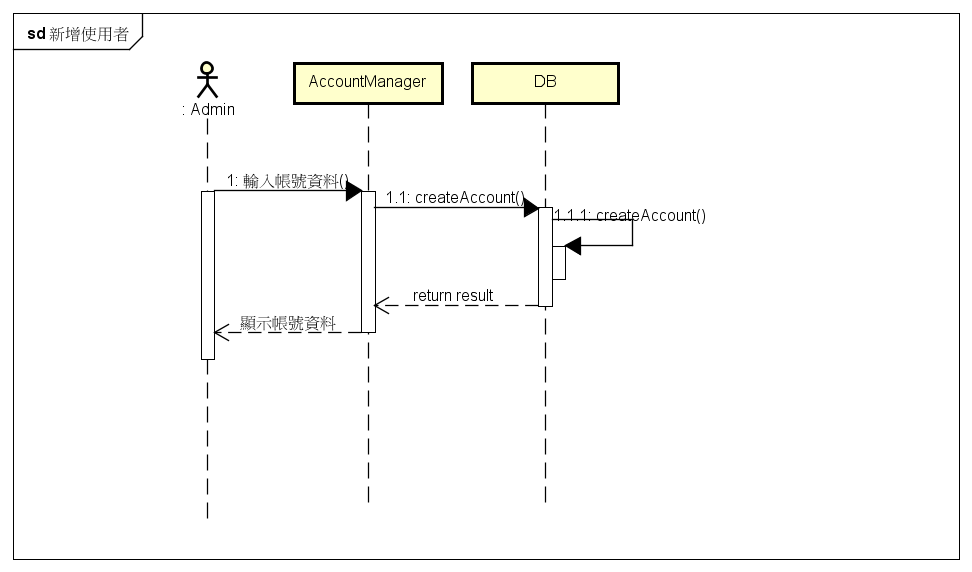 sd 新增使用者
: Admin
AccountManager
DB
1: 輸入帳號資料()
1.1: createAccount()
1.1.1: createAccount()
return result
顯示帳號資料